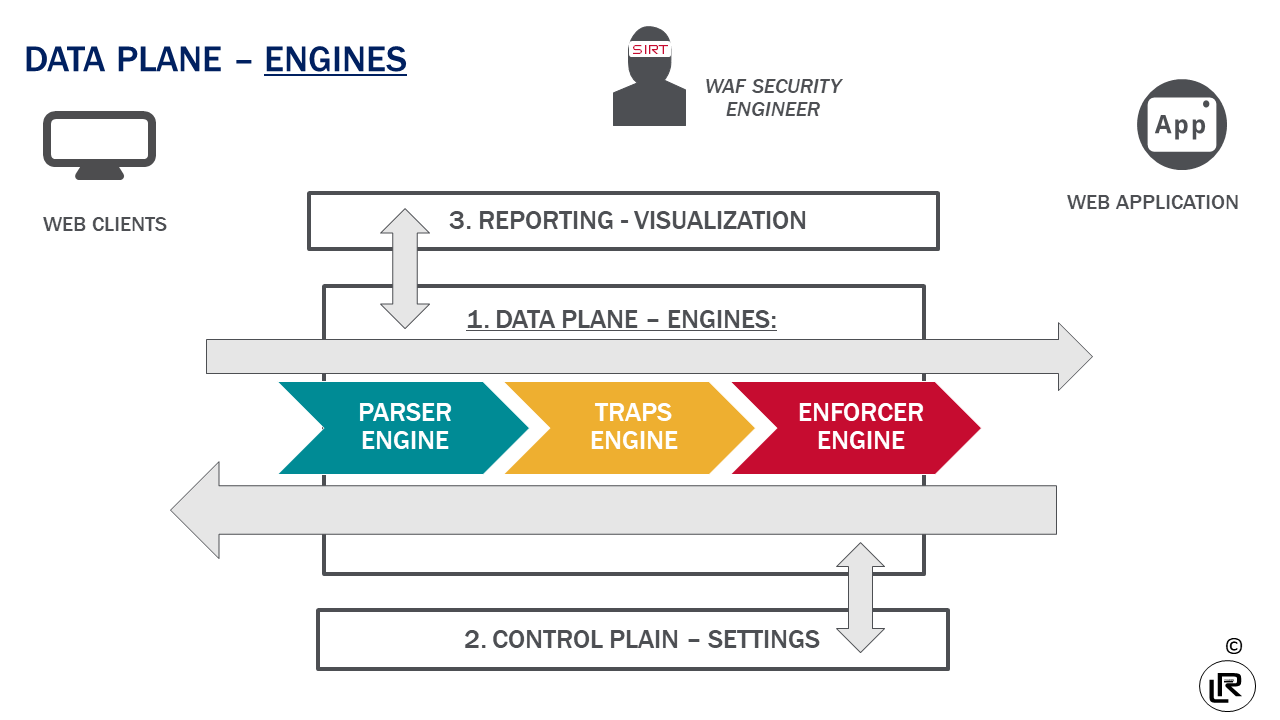 DATA PLANE – ENGINES
SIRT
WAF SECURITY
ENGINEER
App
WEB CLIENTS
WEB APPLICATION
3. REPORTING - VISUALIZATION
1. DATA PLANE – ENGINES:
PARSER
ENGINE
TRAPS
ENGINE
ENFORCER
ENGINE
2. CONTROL PLAIN – SETTINGS
©
LR